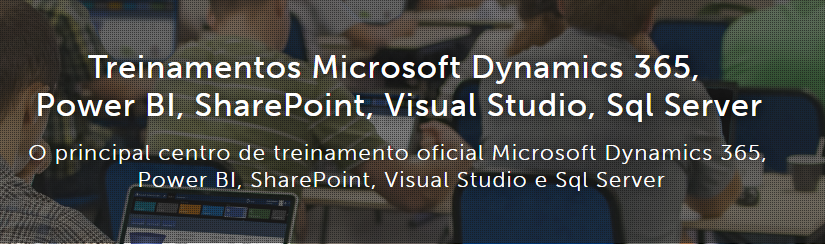 Treinamentos Microsoft Dynamics 365,
Power BI, SharePoint, Visual Studio, Sql Server
O principal centro de treinamento oficial Microsoft Dynamics 365,
Power BI, SharePoint, Visual Studio e Sql Server